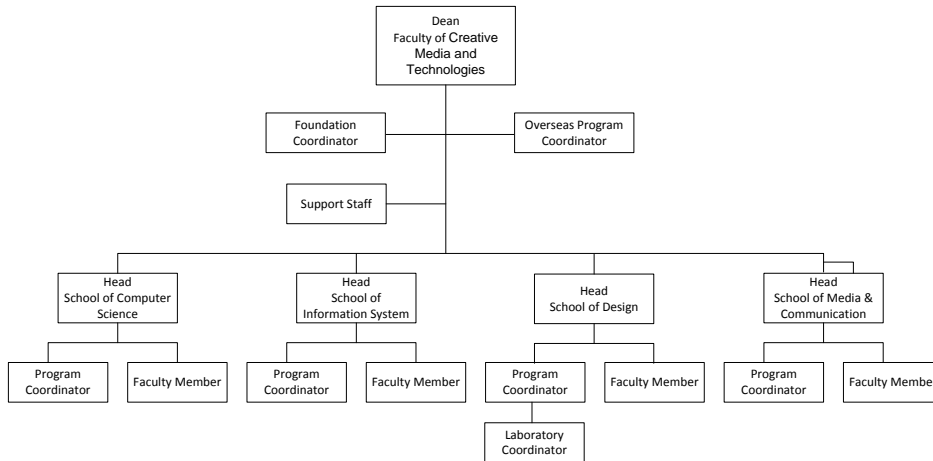 Dean
Faculty of Creative
Media and
Technologies
Foundation
Coordinator
Overseas Program
Coordinator
Support Staff
Head
School of Computer
Science
Head
School of
Information System
Head
School of Design
Head
School of Media &
Communication
Program
Coordinator
Faculty Member
Program
Coordinator
Faculty Member
Program
Coordinator
Faculty Member
Program
Coordinator
Faculty Member
Laboratory
Coordinator